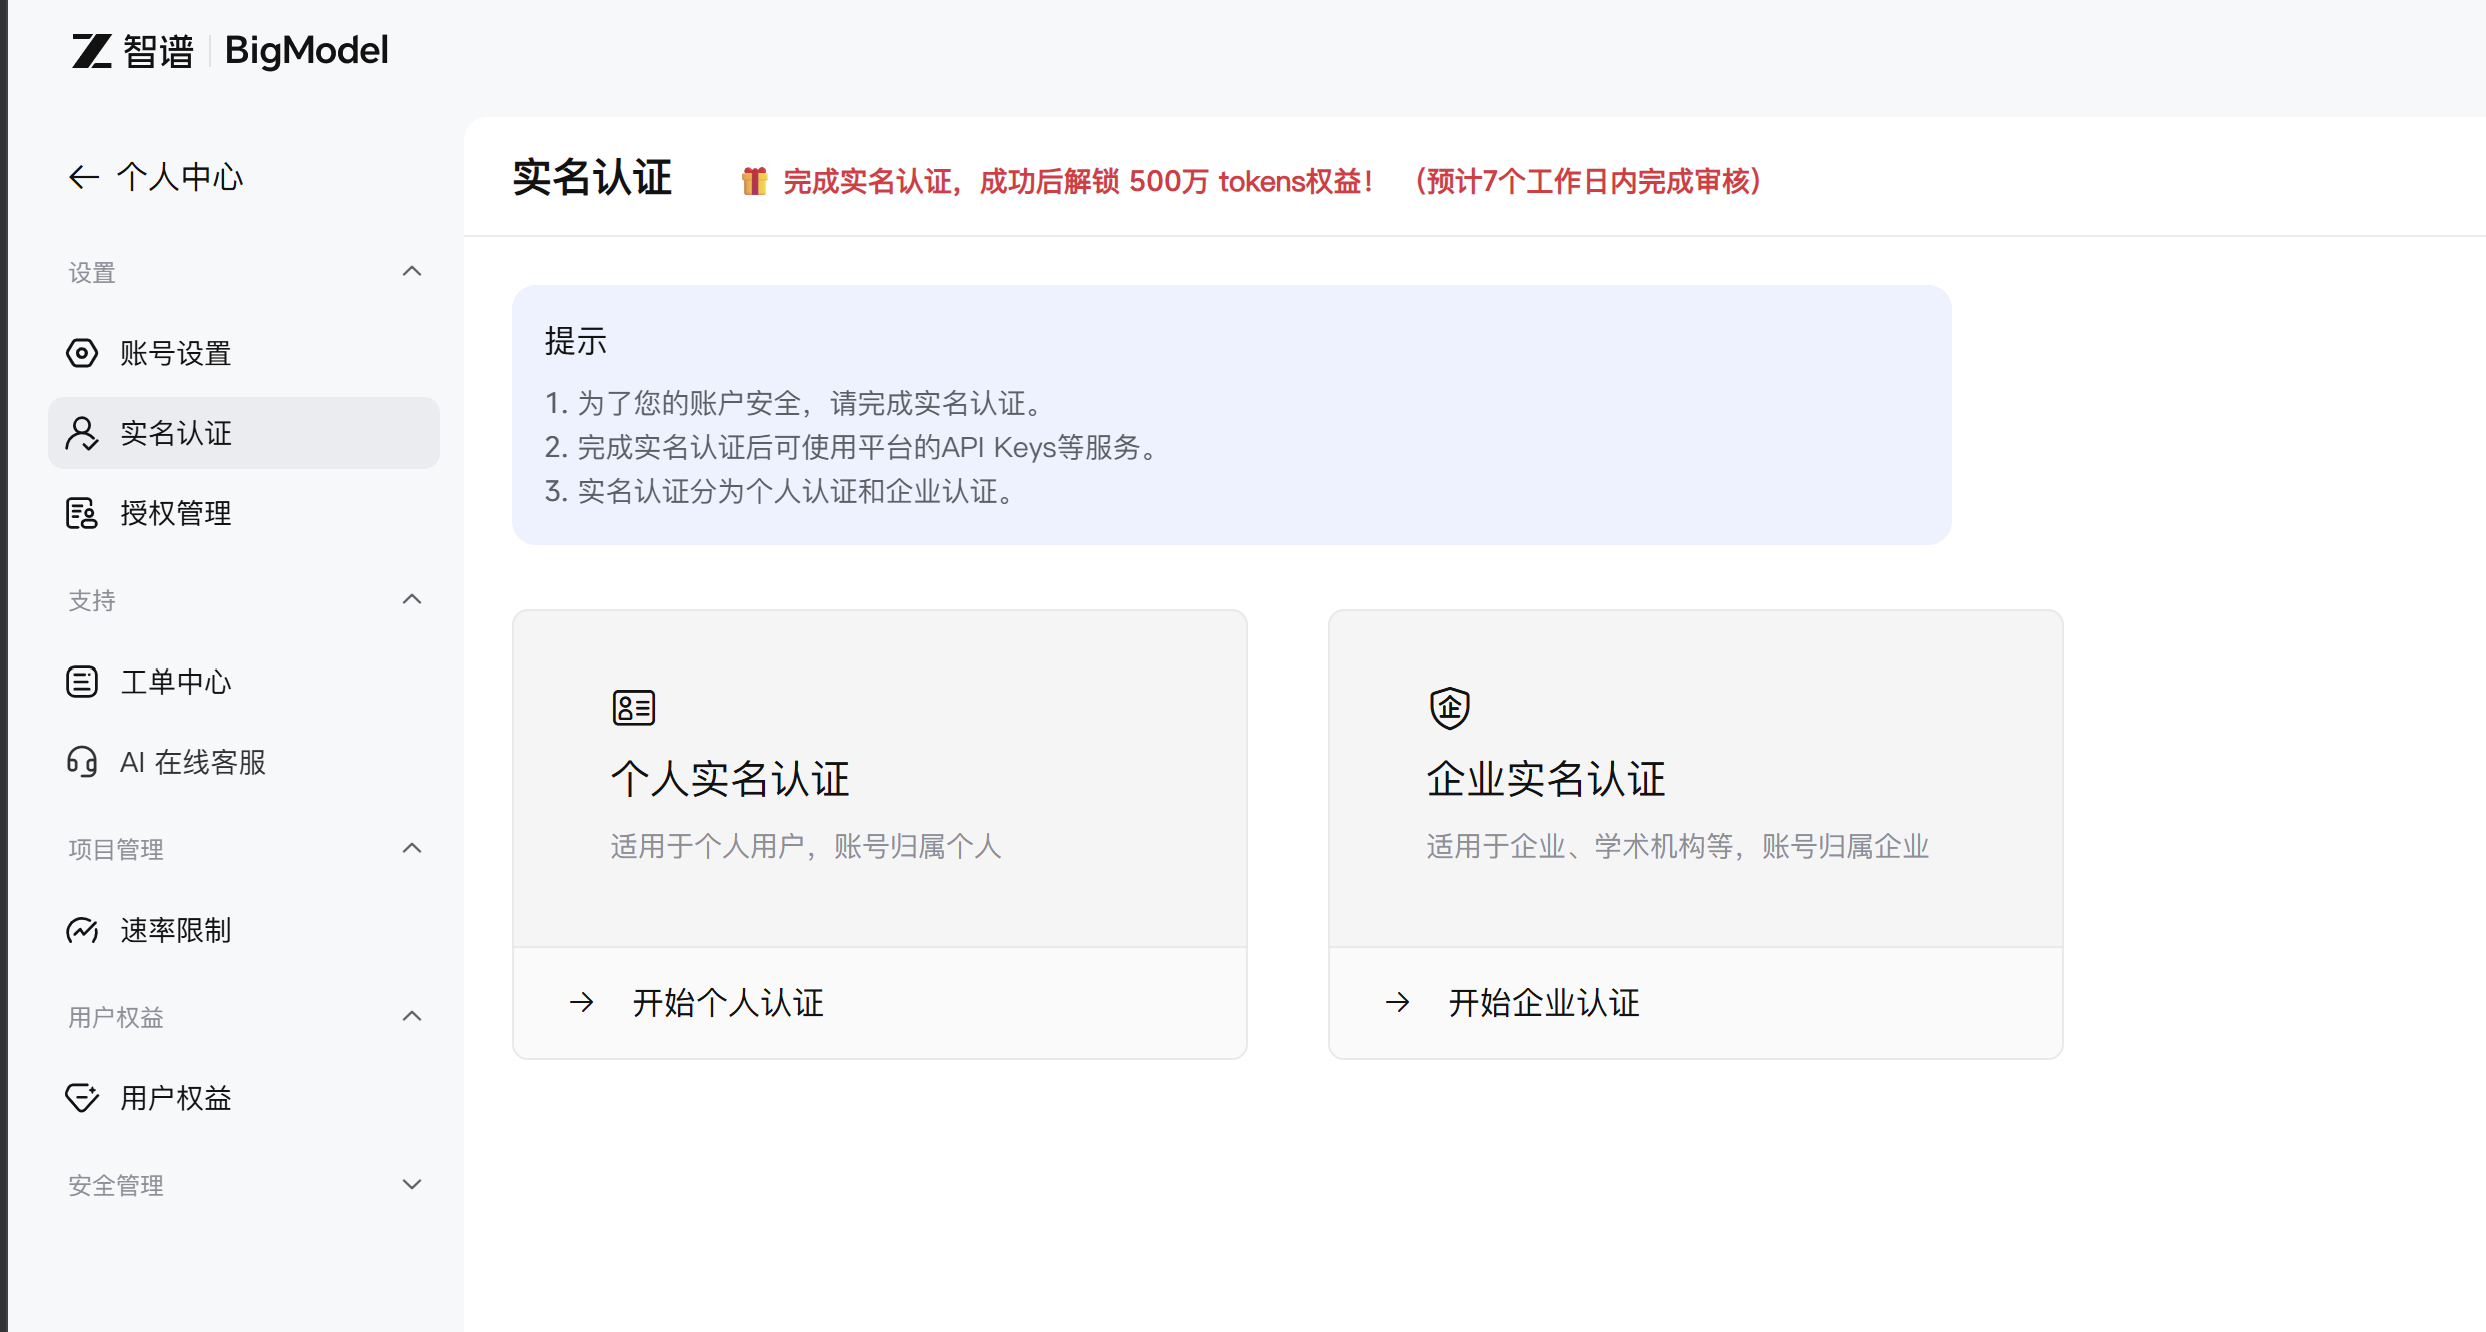 智谱 BigModel
个人中心
设置
账号设置
实名认证
授权管理
支持
工单中心
AI 在线客服
项目管理
速率限制
用户权益
用户权益
安全管理
实名认证
完成实名认证，成功后解锁 500万 tokens权益！ （预计7个工作日内完成审核）
提示
1. 为了您的账户安全，请完成实名认证。
2. 完成实名认证后可使用平台的API Keys等服务。
3. 实名认证分为个人认证和企业认证。
个人实名认证
适用于个人用户，账号归属个人
开始个人认证
企
企业实名认证
适用于企业、学术机构等，账号归属企业
开始企业认证